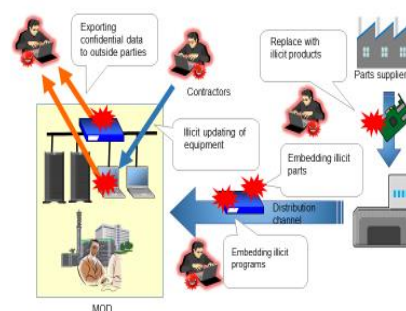 Exporting
confidential data
to outside parties
Replace with
illicit products
Parts supplier
Contractors
Illicit updating of
equipment
Embedding illicit
parts
Distribution
channel
Embedding illicit
programs
MOD